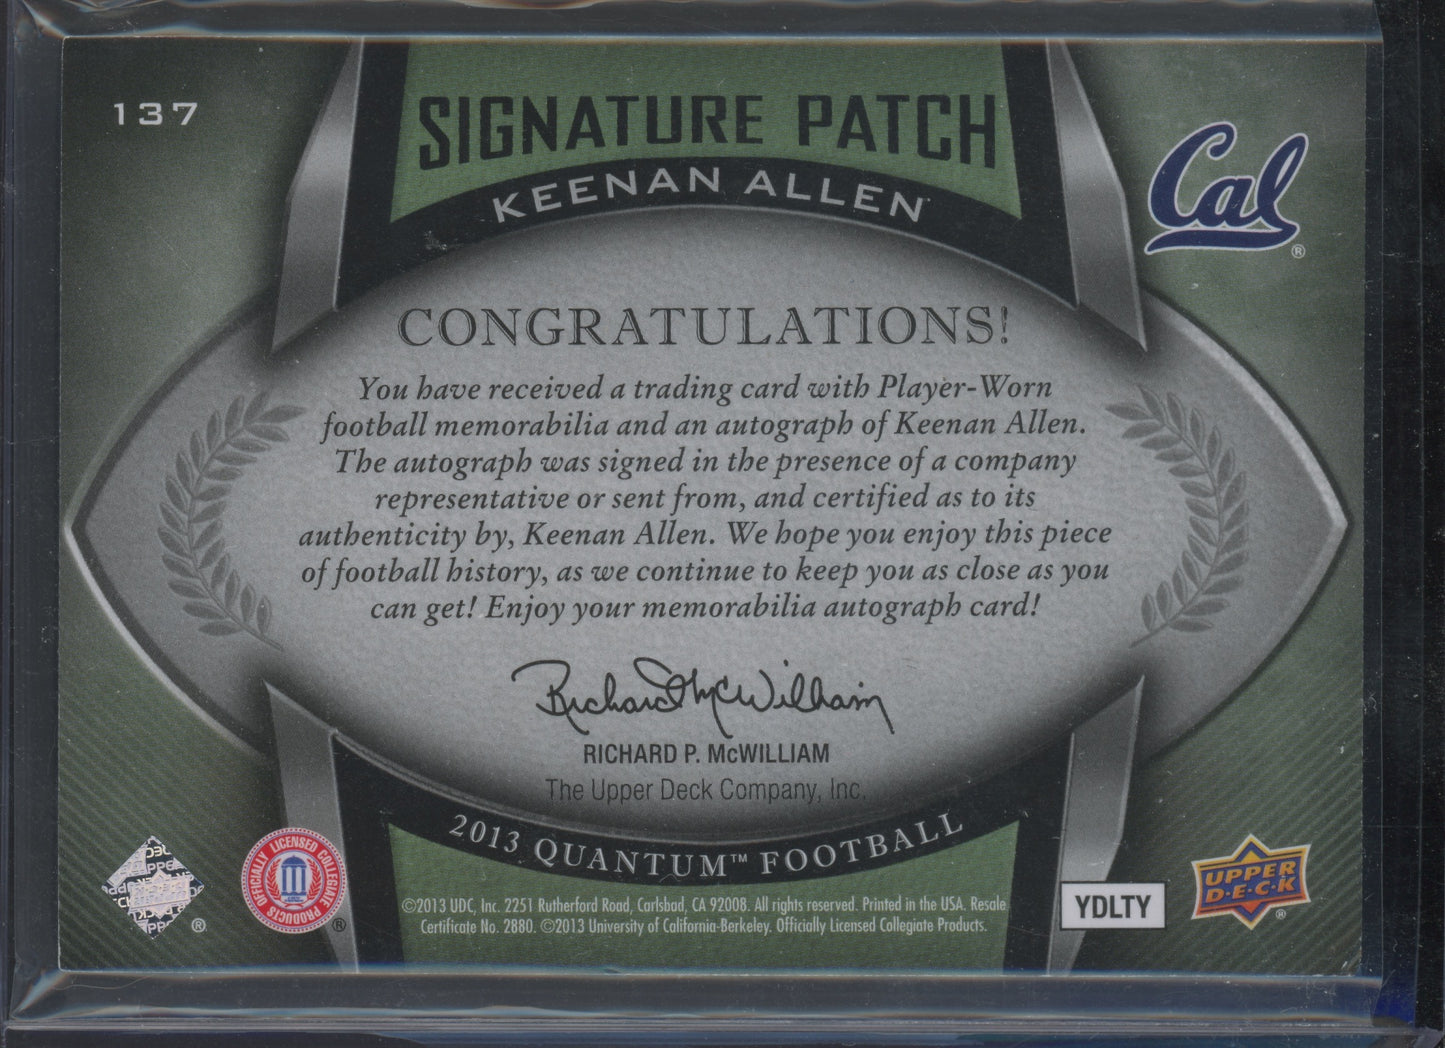 137
SIGNATURE PATCH
KEENAN ALLEN
Cal
®
CONGRATULATIONS!
You have received a trading card with Player-Worn
football memorabilia and an autograph of Keenan Allen.
The autograph was signed in the presence of a company
representative or sent from, and certified as to its
authenticity by, Keenan Allen. We hope you enjoy this piece
of football history, as we continue to keep you as close as you
can get! Enjoy your memorabilia autograph card!
Richard McWilliam
RICHARD P. McWILLIAM
The Upper Deck Company, Inc.
2013 QUANTUM™ FOOTBALL
®
OFFICIALLY LICENSED COLLEGIATE PRODUCTS
®
©2013 UDC, Inc. 2251 Rutherford Road, Carlsbad, CA 92008. All rights reserved. Printed in the USA. Resale
Certificate No. 2880. ©2013 University of California-Berkeley. Officially Licensed Collegiate Products.
YDLTY
UPPER
D·E·C·K
®